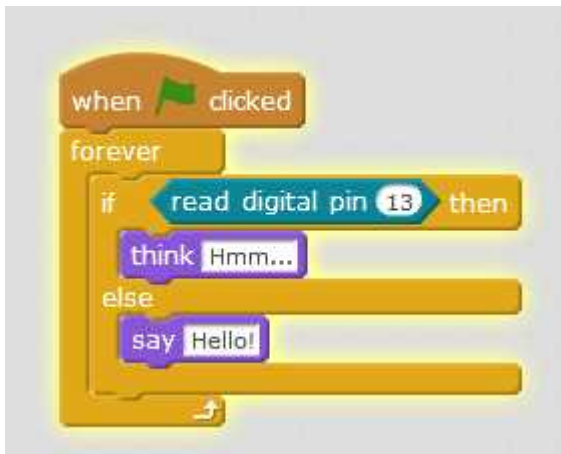 when clicked
forever
if read digital pin 13 then
think Hmm...
else
say Hello!